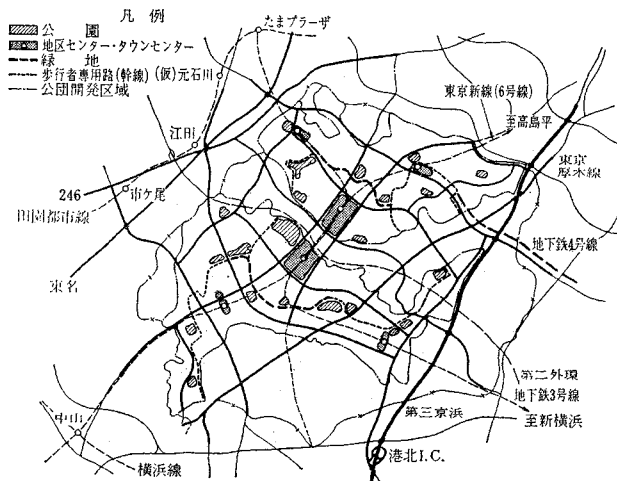 凡例
公園
地区センター・タウンセンター
緑地
歩行者専用路(幹線)
公団開発区域
たまプラーザ
(仮)元石川
江田
246
市ケ尾
田園都市線
東名
東京新線(6号線)
至高島平
東京
厚木線
地下鉄4号線
第二外環
地下鉄3号線
至新横浜
第三京浜
港北I.C.
中山
横浜線